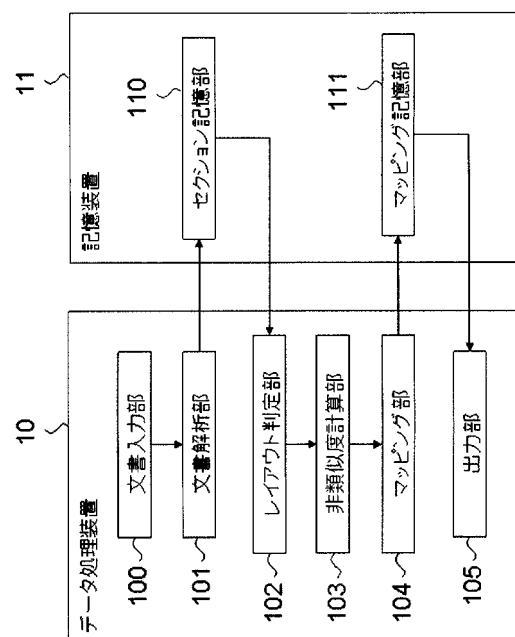 10
データ処理装置
文書入力部
100
文書解析部
101
レイアウト判定部
102
非類似度計算部
103
マッピング部
104
出力部
105
11
記憶装置
110
セクション記憶部
111
マッピング記憶部